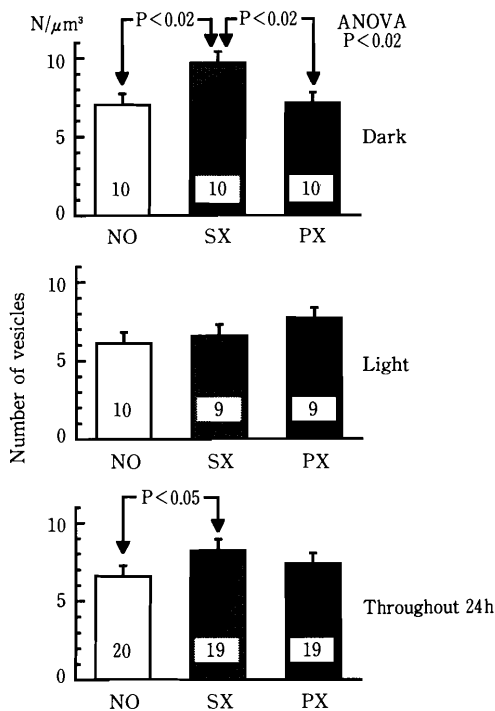 N/μm³
P<0.02
P<0.02
ANOVA
P<0.02
10
5
0
10
10
10
Dark
NO
SX
PX
Number of vesicles
10
5
0
10
9
9
Light
NO
SX
PX
P<0.05
10
5
0
20
19
19
Throughout 24h
NO
SX
PX